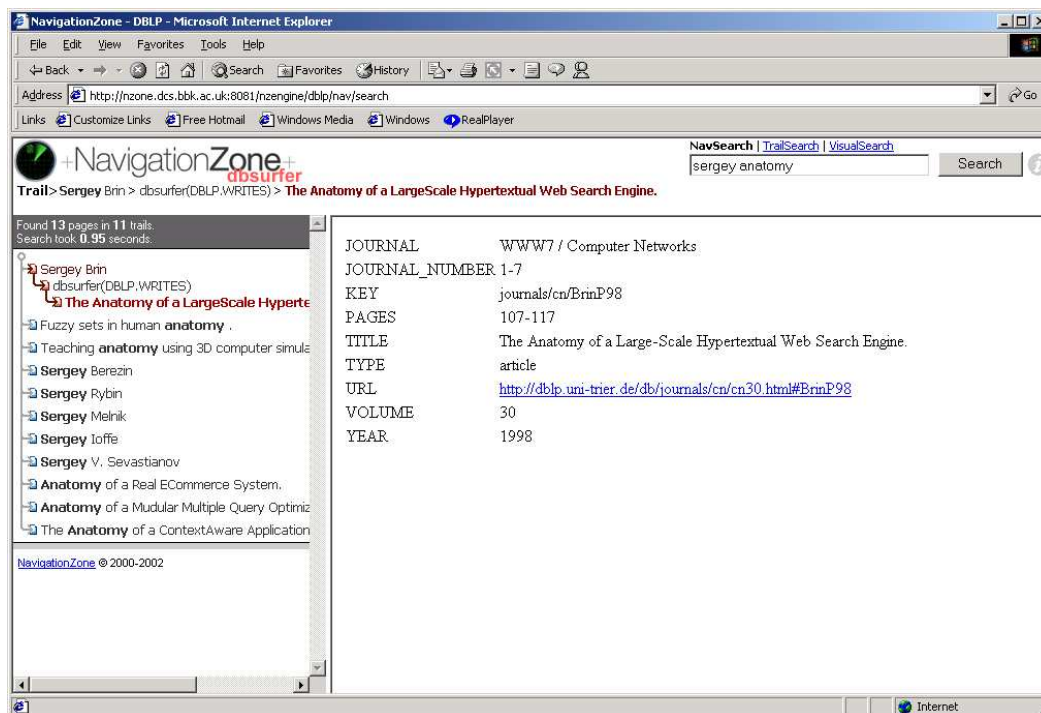 NavigationZone - DBLP - Microsoft Internet Explorer
File Edit View Favorites Tools Help
Back Search Favorites History
Address http://nzone.dcs.bbk.ac.uk:8081/nzengine/dblp/nav/search Go
Links Customize Links Free Hotmail Windows Media Windows RealPlayer
+NavigationZone+
dbsurfer
NavSearch | TrailSearch | VisualSearch
sergey anatomy Search
Trail> Sergey Brin > dbsurfer(DBLP.WRITES) > The Anatomy of a LargeScale Hypertextual Web Search Engine.
Found 13 pages in 11 trails.
Search took 0.95 seconds.
Sergey Brin
dbsurfer(DBLP.WRITES)
The Anatomy of a LargeScale Hyperte
Fuzzy sets in human anatomy .
Teaching anatomy using 3D computer simula
Sergey Berezin
Sergey Rybin
Sergey Melnik
Sergey Ioffe
Sergey V. Sevastianov
Anatomy of a Real ECommerce System.
Anatomy of a Mudular Multiple Query Optimiz
The Anatomy of a ContextAware Application
NavigationZone © 2000-2002
JOURNAL WWW7 / Computer Networks
JOURNAL_NUMBER 1-7
KEY journals/cn/BrinP98
PAGES 107-117
TITLE The Anatomy of a Large-Scale Hypertextual Web Search Engine.
TYPE article
URL http://dblp.uni-trier.de/db/journals/cn/cn30.html#BrinP98
VOLUME 30
YEAR 1998
Internet